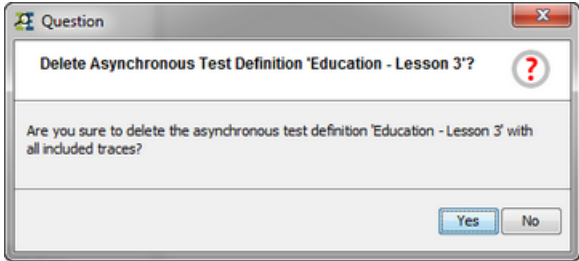 Question
Delete Asynchronous Test Definition 'Education - Lesson 3'?
Are you sure to delete the asynchronous test definition 'Education - Lesson 3' with
all included traces?
Yes
No